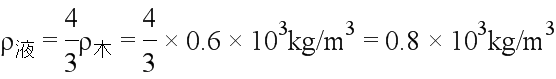 ρ液 = 4/3 ρ木 = 4/3 × 0.6 × 10³kg/m³ = 0.8 × 10³kg/m³